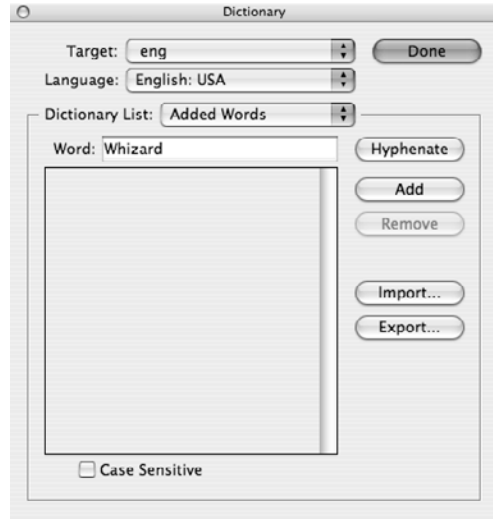 Dictionary
Target: eng Done
Language: English: USA
Dictionary List: Added Words
Word: Whizard Hyphenate
Add
Remove
Import...
Export...
Case Sensitive